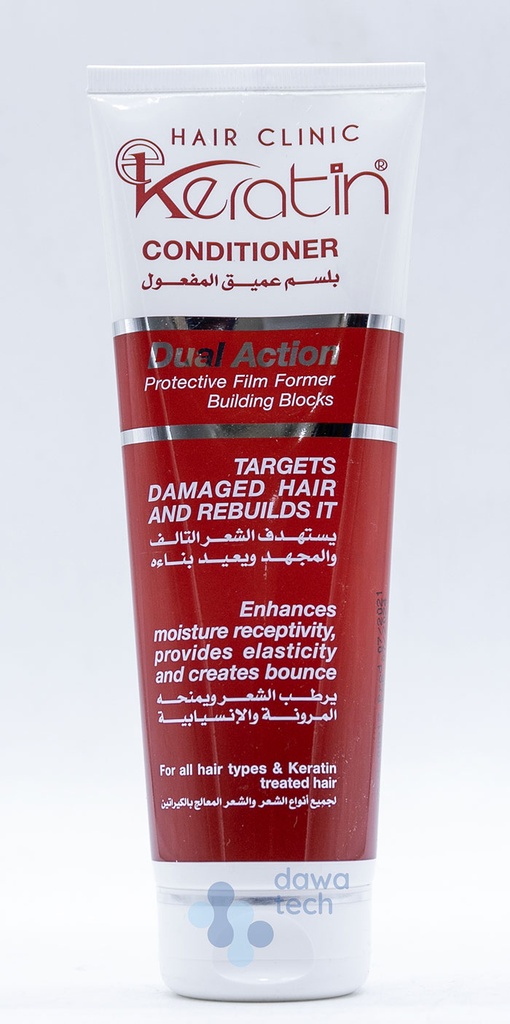 HAIR CLINIC
e Keratin®
CONDITIONER
بلسم عميق المفعول
Dual Action
Protective Film Former
Building Blocks
TARGETS
DAMAGED HAIR
AND REBUILDS IT
يستهدف الشعر التالف
والمجهد ويعيد بناءه
Enhances
moisture receptivity,
provides elasticity
and creates bounce
يرطب الشعر ويمنحه
المرونة والإنسيابية
For all hair types & Keratin
treated hair
لجميع أنواع الشعر والشعر المعالج بالكيراتين
07/2021
dawa
tech